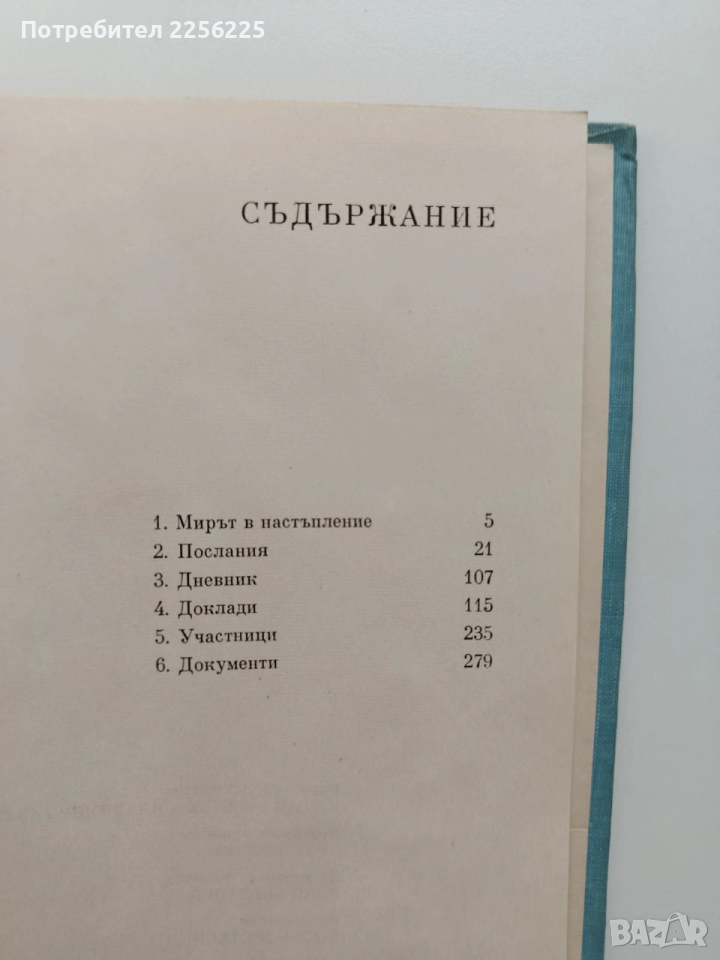 Потребител 2256225
СЪДЪРЖАНИЕ
1. Мирът в настъпление 5
2. Послания 21
3. Дневник 107
4. Доклади 115
5. Участници 235
6. Документи 279
BAZAR